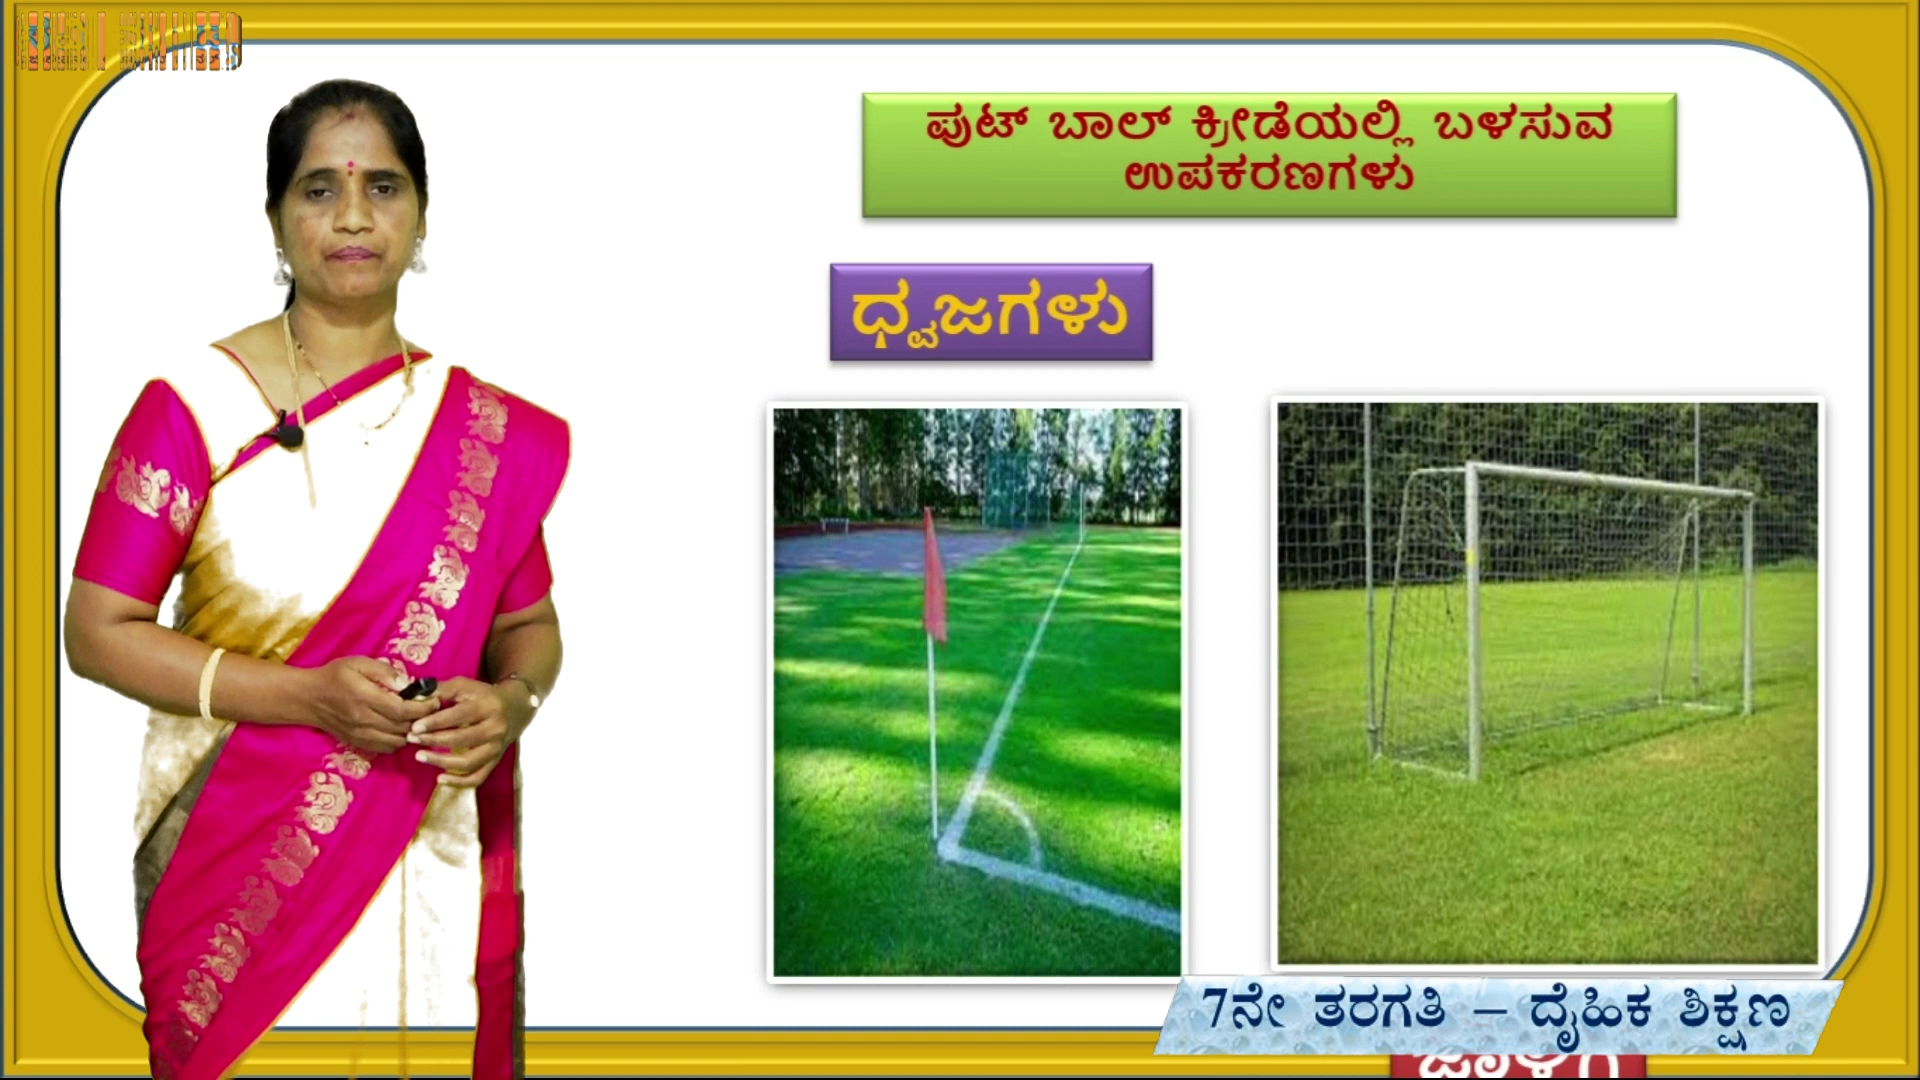 ಪುಟ್ ಬಾಲ್ ಕ್ರೀಡೆಯಲ್ಲಿ ಬಳಸುವ
ಉಪಕರಣಗಳು
ಧ್ವಜಗಳು
7ನೇ ತರಗತಿ – ದೈಹಿಕ ಶಿಕ್ಷಣ